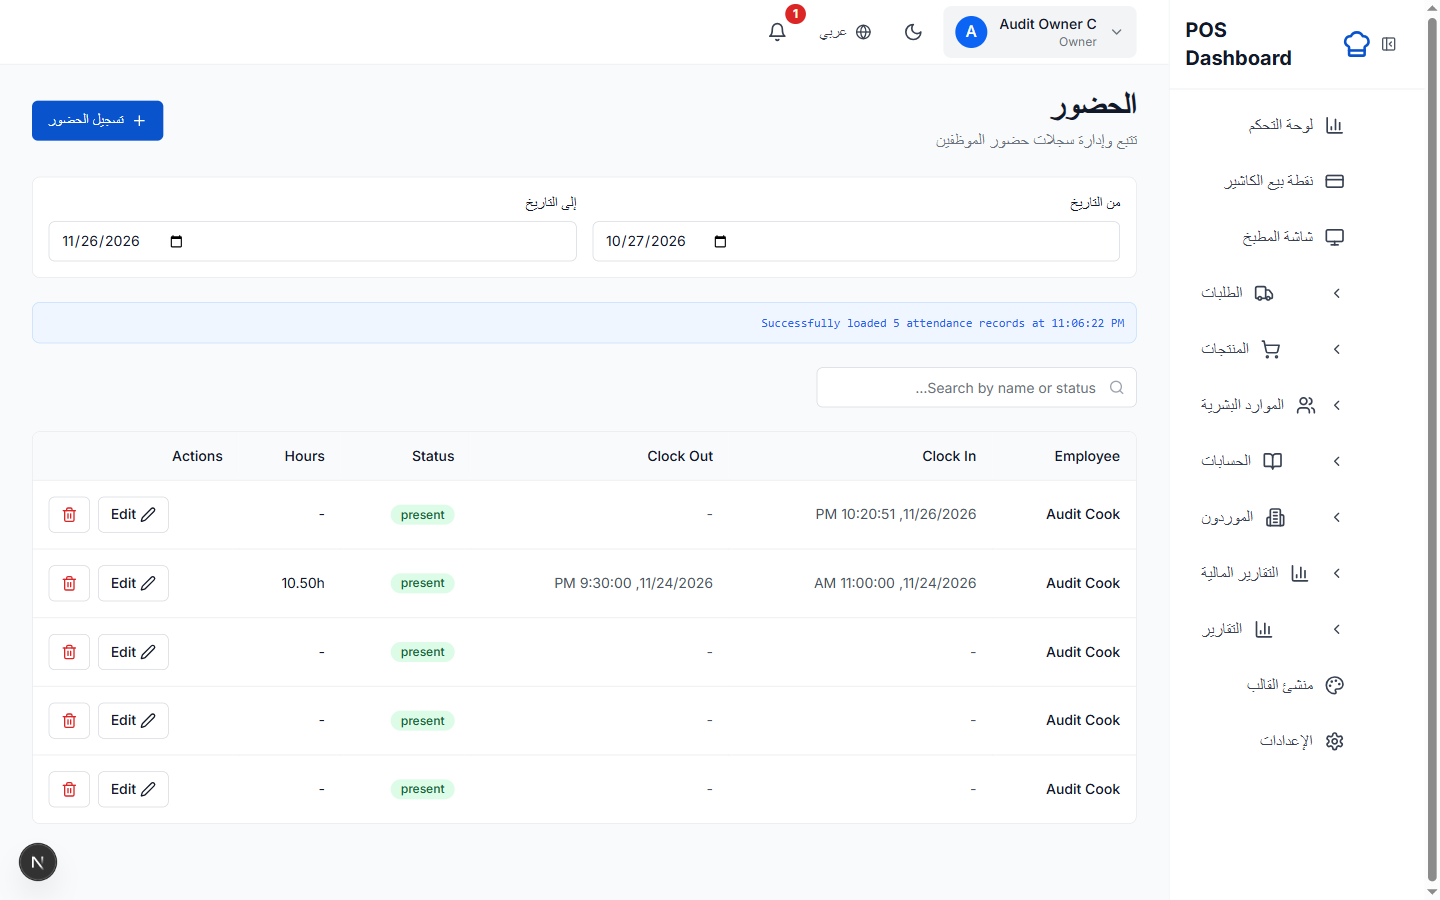 POS Dashboard
لوحة التحكم
نقطة بيع الكاشير
شاشة المطبخ
الطلبات
المنتجات
الموارد البشرية
الحسابات
الموردون
التقارير المالية
التقارير
منشئ القالب
الإعدادات
A
Audit Owner C
Owner
عربي
1
الحضور
تتبع وإدارة سجلات حضور الموظفين
تسجيل الحضور
من التاريخ
10/27/2026
إلى التاريخ
11/26/2026
Successfully loaded 5 attendance records at 11:06:22 PM
...Search by name or status
Employee Clock In Clock Out Status Hours Actions
Audit Cook PM 10:20:51 ,11/26/2026 - present - Edit
Audit Cook AM 11:00:00 ,11/24/2026 PM 9:30:00 ,11/24/2026 present 10.50h Edit
Audit Cook - - present - Edit
Audit Cook - - present - Edit
Audit Cook - - present - Edit
N